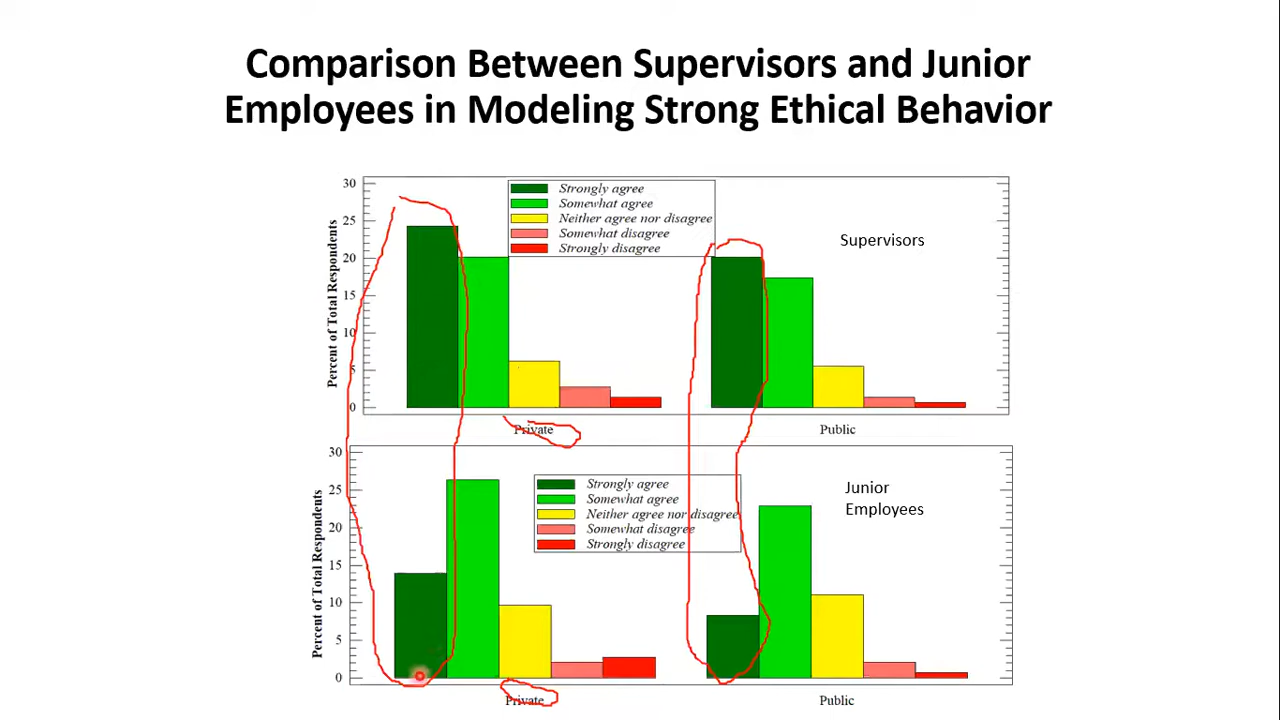 Comparison Between Supervisors and Junior
Employees in Modeling Strong Ethical Behavior
Percent of Total Respondents
30
25
20
15
10
5
0
Strongly agree
Somewhat agree
Neither agree nor disagree
Somewhat disagree
Strongly disagree
Supervisors
Private
Public
Percent of Total Respondents
30
25
20
15
10
5
0
Strongly agree
Somewhat agree
Neither agree nor disagree
Somewhat disagree
Strongly disagree
Junior
Employees
Private
Public